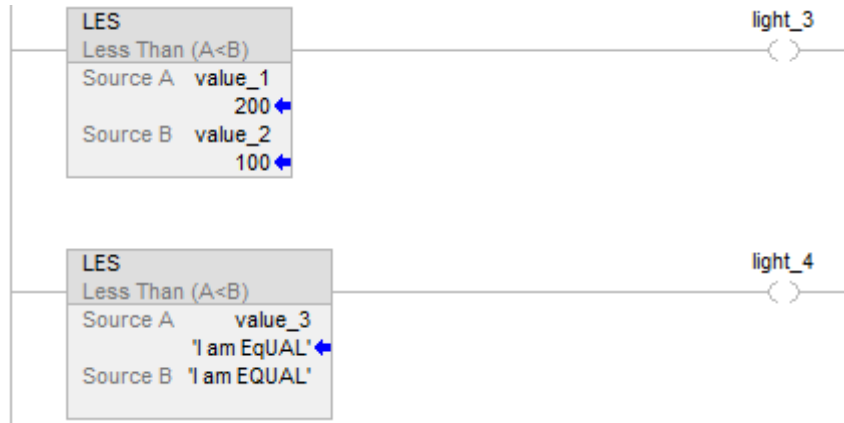 LES
Less Than (A<B)
Source A value_1
200
Source B value_2
100
light_3
LES
Less Than (A<B)
Source A value_3
'I am EqUAL'
Source B 'I am EQUAL'
light_4